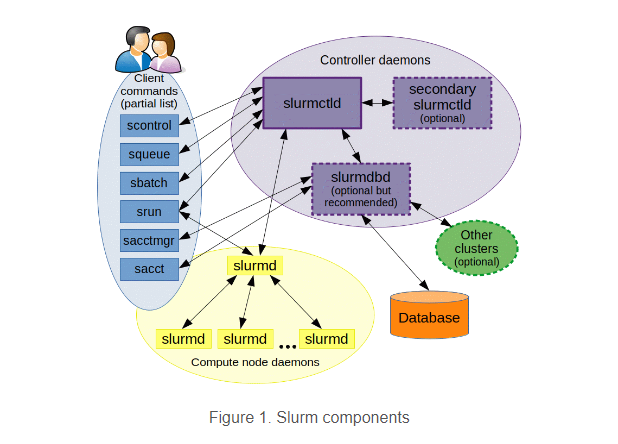 Client
commands
(partial list)
scontrol
squeue
sbatch
srun
sacctmgr
sacct
Controller daemons
slurmctld
secondary
slurmctld
(optional)
slurmdbd
(optional but
recommended)
Other
clusters
(optional)
Database
slurmd
slurmd
slurmd
...
slurmd
Compute node daemons
Figure 1. Slurm components